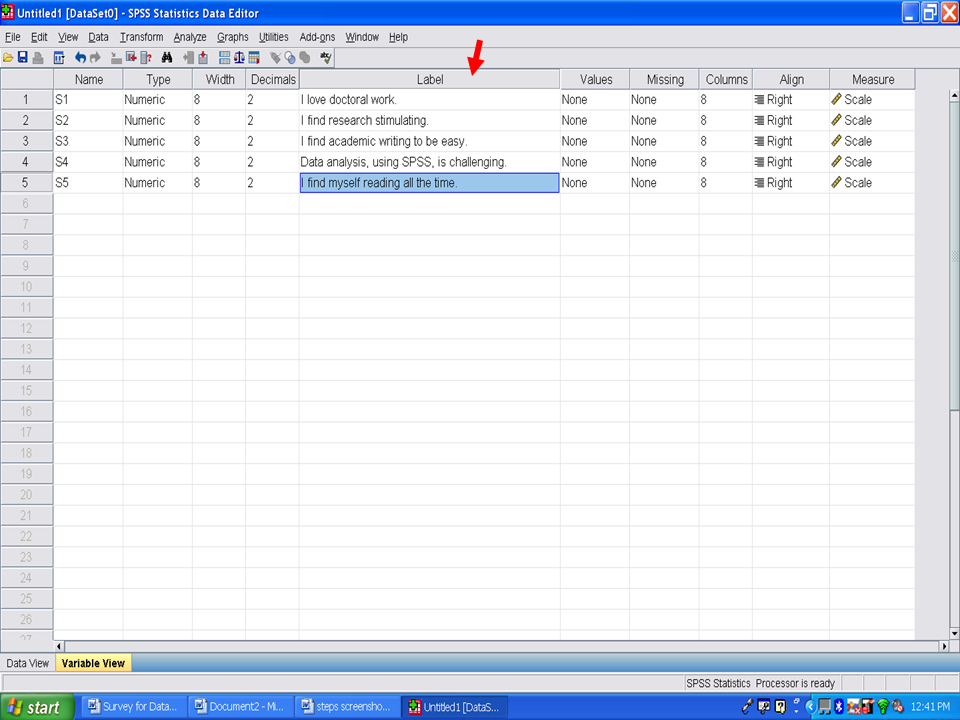 Untitled1 [DataSet0] - SPSS Statistics Data Editor
File Edit View Data Transform Analyze Graphs Utilities Add-ons Window Help
Name Type Width Decimals Label Values Missing Columns Align Measure
1 S1 Numeric 8 2 I love doctoral work. None None 8 Right Scale
2 S2 Numeric 8 2 I find research stimulating. None None 8 Right Scale
3 S3 Numeric 8 2 I find academic writing to be easy. None None 8 Right Scale
4 S4 Numeric 8 2 Data analysis, using SPSS, is challenging. None None 8 Right Scale
5 S5 Numeric 8 2 I find myself reading all the time. None None 8 Right Scale
6
7
8
9
10
11
12
13
14
15
16
17
18
19
20
21
22
23
24
25
26
27
Data View Variable View
SPSS Statistics Processor is ready
start Survey for Data... Document2 - Mi... steps screensho... Untitled1 [DataS... 12:41 PM